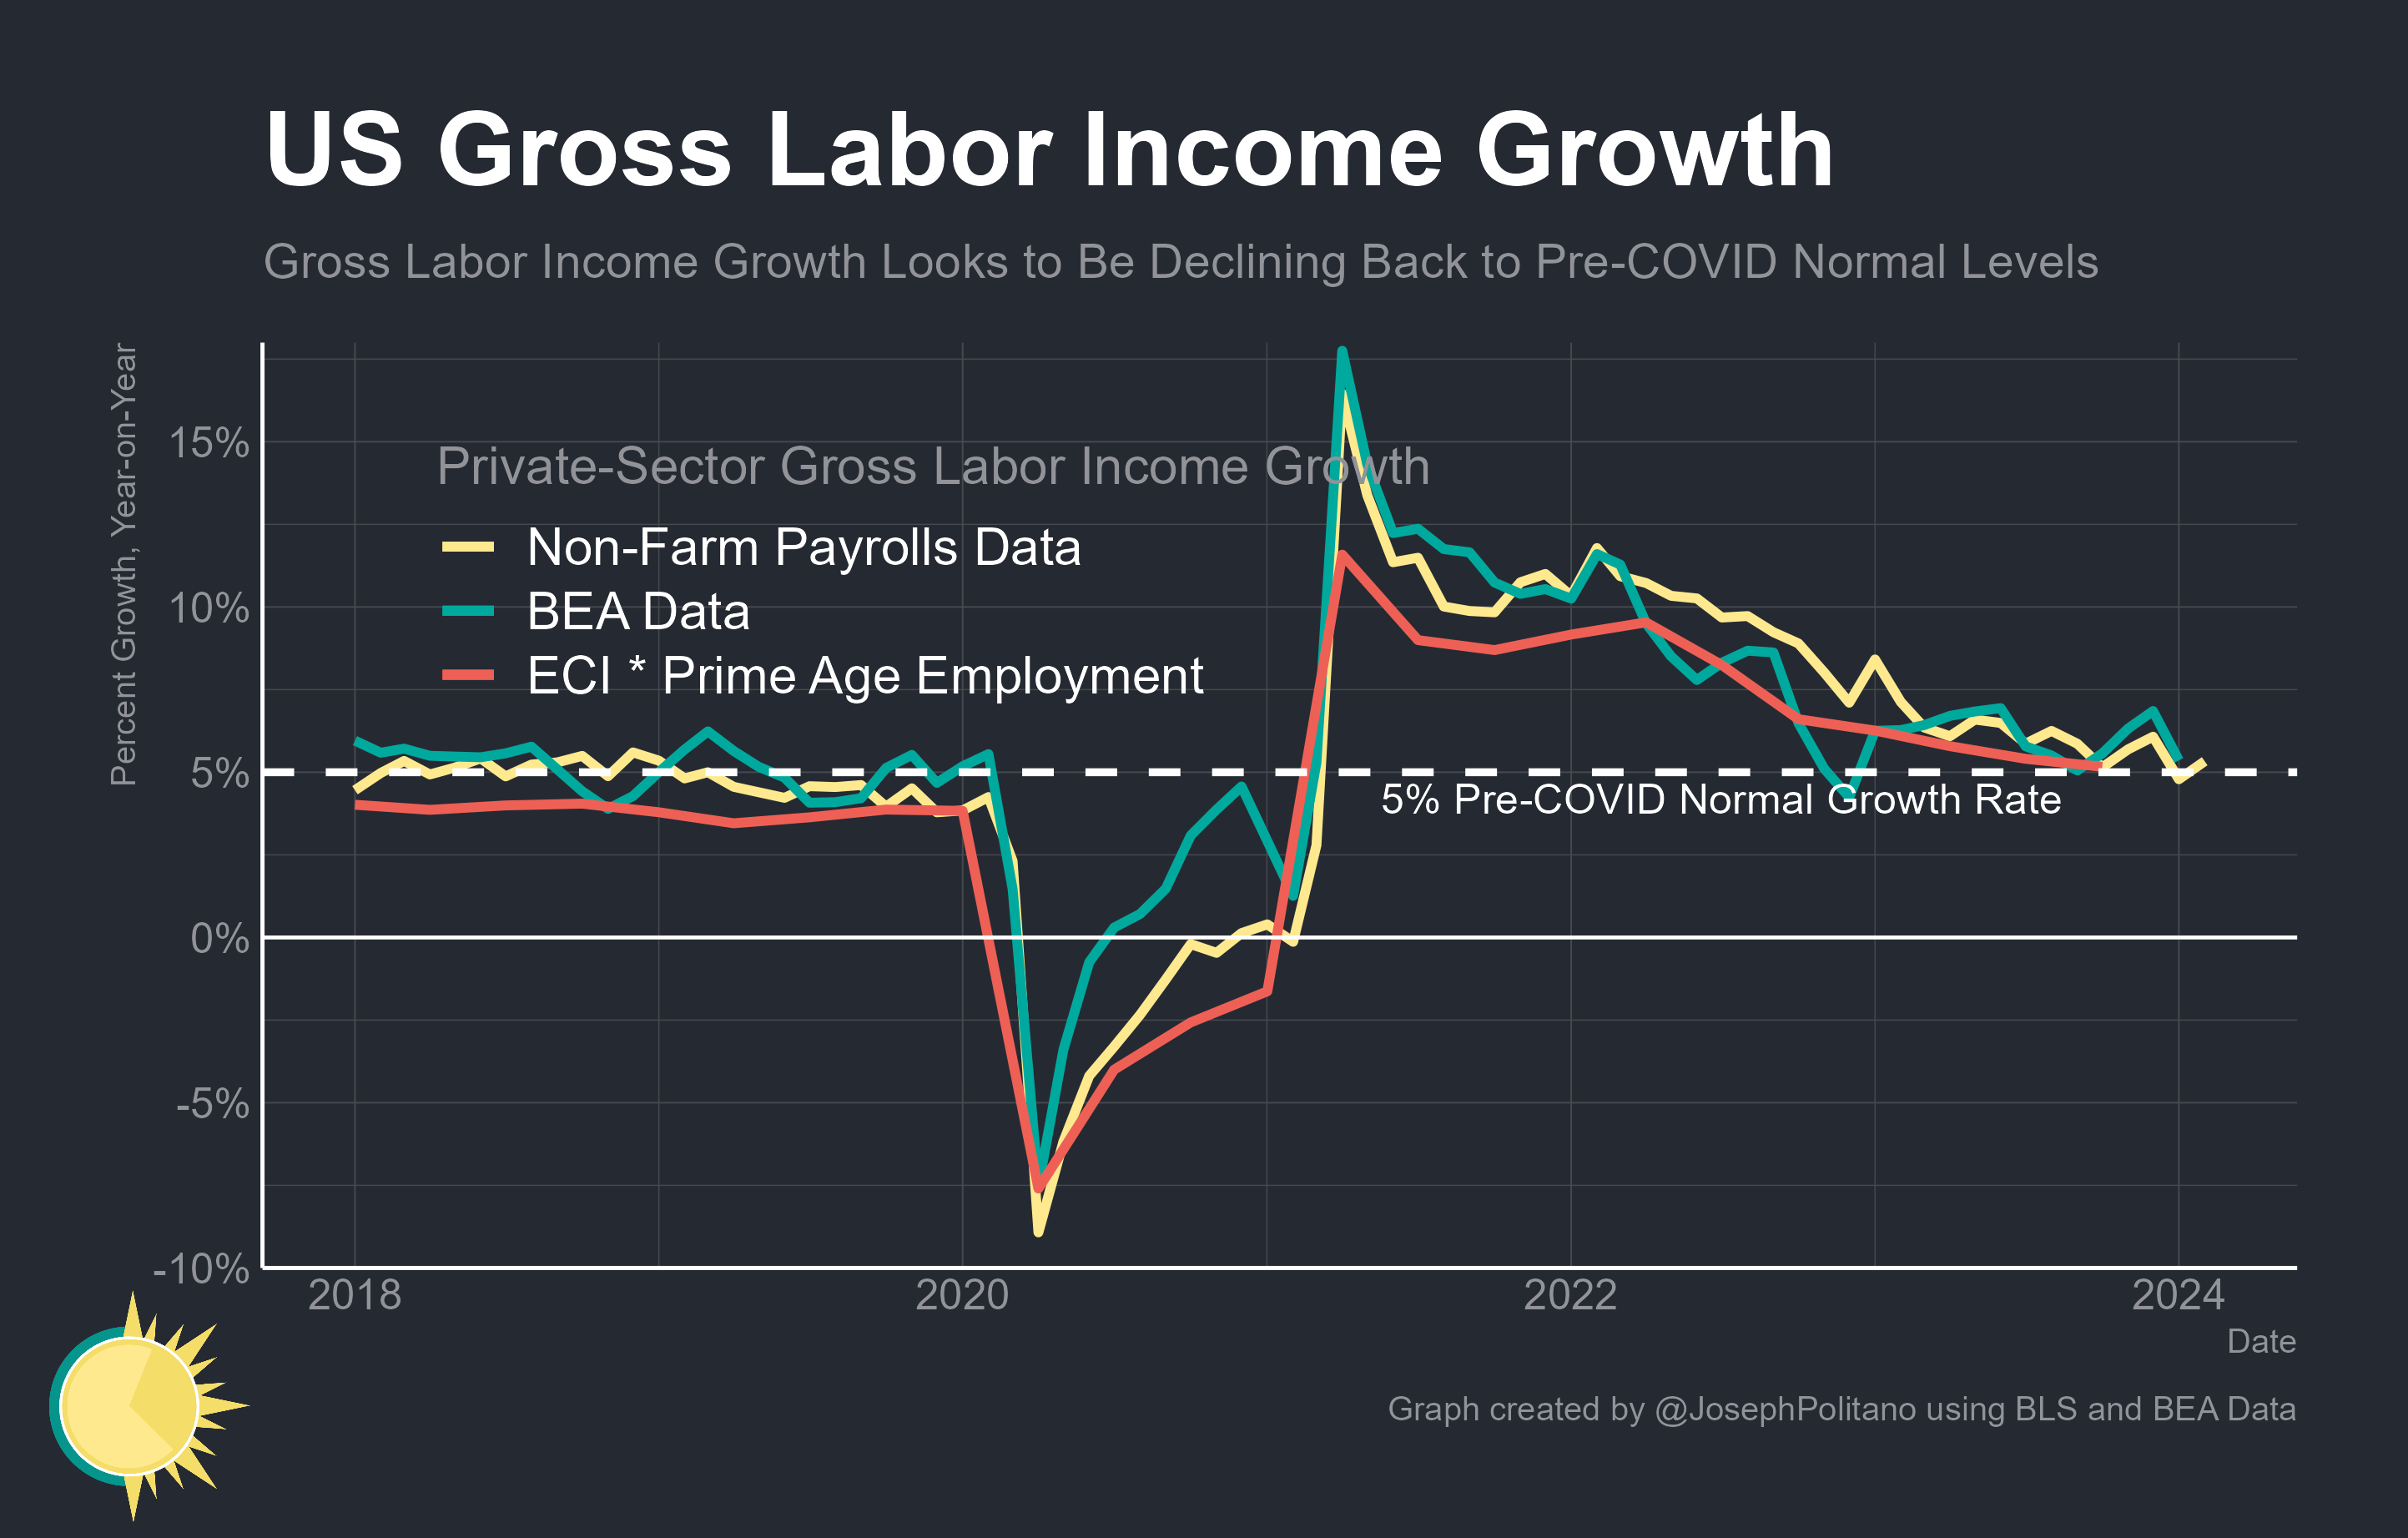 US Gross Labor Income Growth
Gross Labor Income Growth Looks to Be Declining Back to Pre-COVID Normal Levels
Percent Growth, Year-on-Year
15%
10%
5%
0%
-5%
-10%
Private-Sector Gross Labor Income Growth
Non-Farm Payrolls Data
BEA Data
ECI * Prime Age Employment
5% Pre-COVID Normal Growth Rate
2018
2020
2022
2024
Date
Graph created by @JosephPolitano using BLS and BEA Data